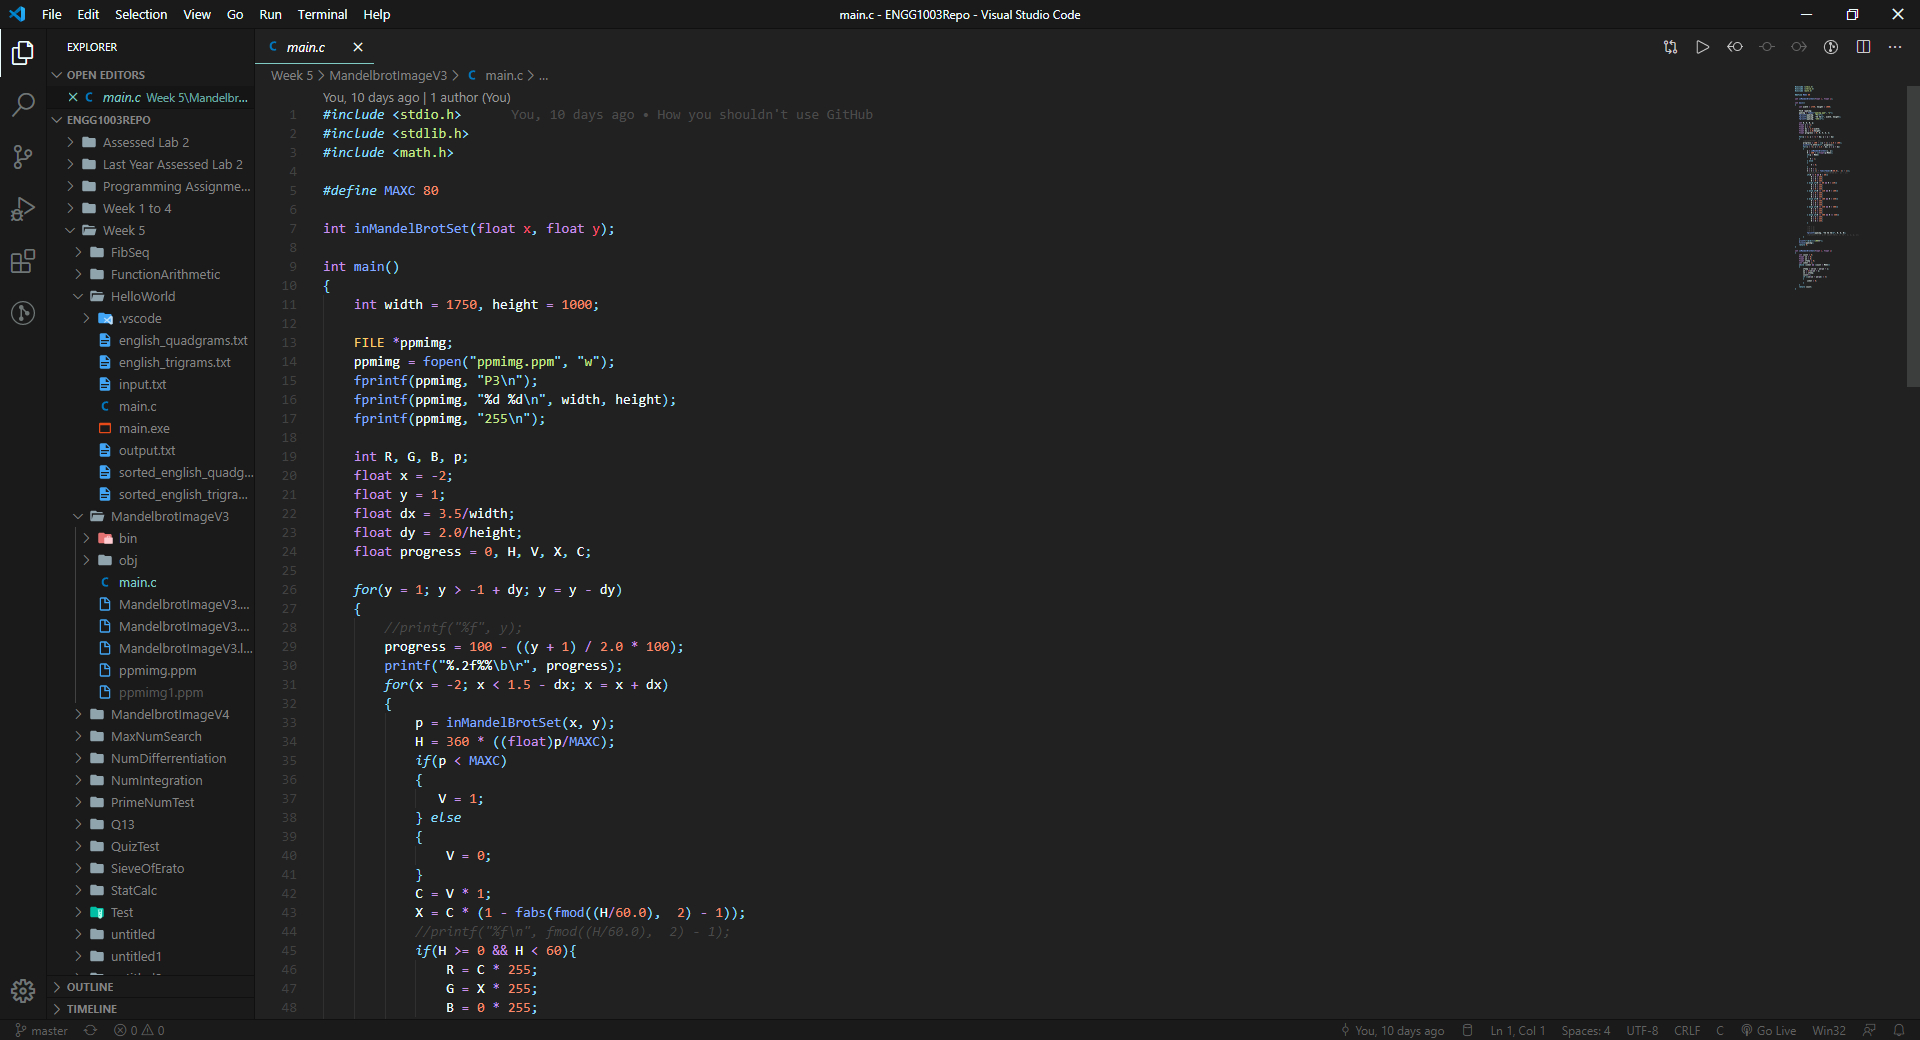 File Edit Selection View Go Run Terminal Help
main.c - ENGG1003Repo - Visual Studio Code
EXPLORER
OPEN EDITORS
main.c Week 5\Mandelbr...
ENGG1003REPO
Assessed Lab 2
Last Year Assessed Lab 2
Programming Assignme...
Week 1 to 4
Week 5
FibSeq
FunctionArithmetic
HelloWorld
.vscode
english_quadgrams.txt
english_trigrams.txt
input.txt
main.c
main.exe
output.txt
sorted_english_quadg...
sorted_english_trigra...
MandelbrotImageV3
bin
obj
main.c
MandelbrotImageV3....
MandelbrotImageV3....
MandelbrotImageV3.l...
ppmimg.ppm
ppmimg1.ppm
MandelbrotImageV4
MaxNumSearch
NumDifferrentiation
NumIntegration
PrimeNumTest
Q13
QuizTest
SieveOfErato
StatCalc
Test
untitled
untitled1
OUTLINE
TIMELINE
main.c
Week 5 > MandelbrotImageV3 > C main.c > ...
You, 10 days ago | 1 author (You)
1 #include <stdio.h> You, 10 days ago • How you shouldn't use GitHub
2 #include <stdlib.h>
3 #include <math.h>
4
5 #define MAXC 80
6
7 int inMandelBrotSet(float x, float y);
8
9 int main()
10 {
11 int width = 1750, height = 1000;
12
13 FILE *ppmimg;
14 ppmimg = fopen("ppmimg.ppm", "w");
15 fprintf(ppmimg, "P3\n");
16 fprintf(ppmimg, "%d %d\n", width, height);
17 fprintf(ppmimg, "255\n");
18
19 int R, G, B, p;
20 float x = -2;
21 float y = 1;
22 float dx = 3.5/width;
23 float dy = 2.0/height;
24 float progress = 0, H, V, X, C;
25
26 for(y = 1; y > -1 + dy; y = y - dy)
27 {
28 //printf("%f", y);
29 progress = 100 - ((y + 1) / 2.0 * 100);
30 printf("%.2f%%\b\r", progress);
31 for(x = -2; x < 1.5 - dx; x = x + dx)
32 {
33 p = inMandelBrotSet(x, y);
34 H = 360 * ((float)p/MAXC);
35 if(p < MAXC)
36 {
37 V = 1;
38 } else
39 {
40 V = 0;
41 }
42 C = V * 1;
43 X = C * (1 - fabs(fmod((H/60.0), 2) - 1));
44 //printf("%f\n", fmod((H/60.0), 2) - 1);
45 if(H >= 0 && H < 60){
46 R = C * 255;
47 G = X * 255;
48 B = 0 * 255;
master 0 0 You, 10 days ago Ln 1, Col 1 Spaces: 4 UTF-8 CRLF C Go Live Win32